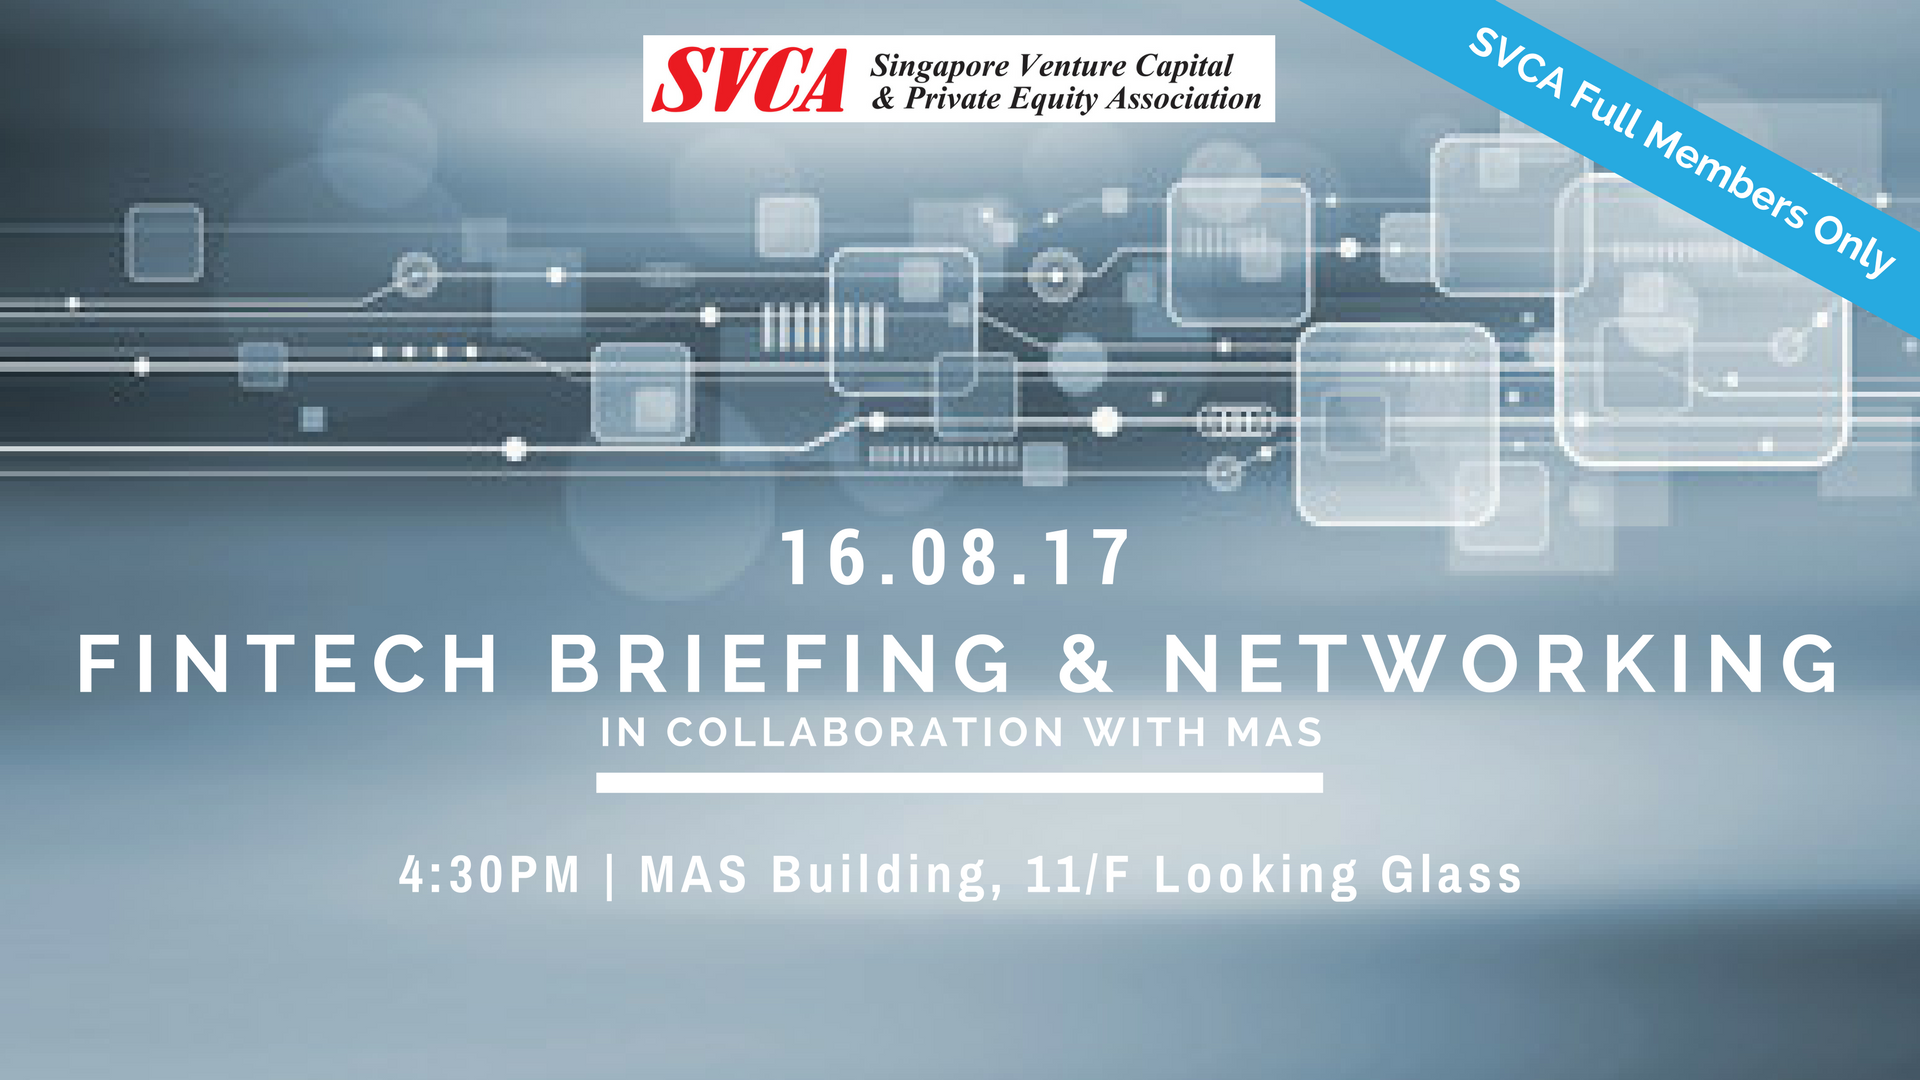 SVCA Singapore Venture Capital
& Private Equity Association
SVCA Full Members Only
16.08.17
FINTECH BRIEFING & NETWORKING
IN COLLABORATION WITH MAS
4:30PM | MAS Building, 11/F Looking Glass